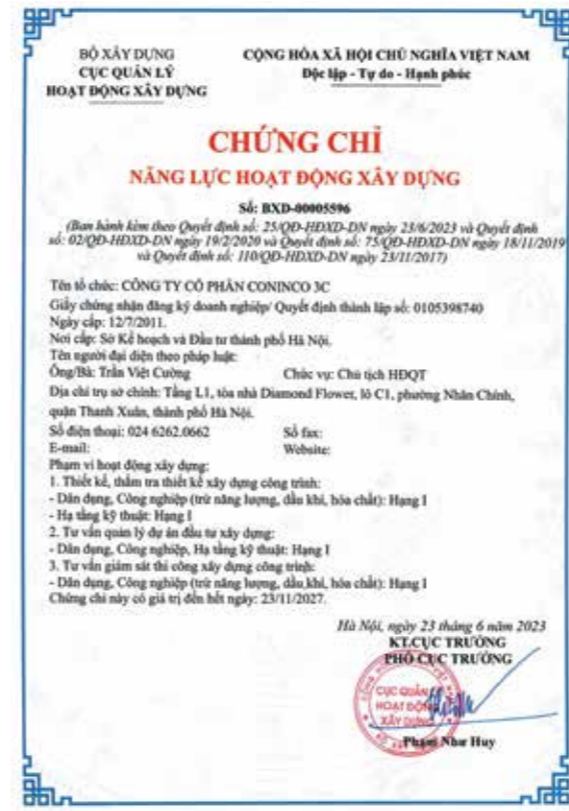 BỘ XÂY DỰNG
CỤC QUẢN LÝ
HOẠT ĐỘNG XÂY DỰNG
CỘNG HÒA XÃ HỘI CHỦ NGHĨA VIỆT NAM
Độc lập - Tự do - Hạnh phúc
CHỨNG CHỈ
NĂNG LỰC HOẠT ĐỘNG XÂY DỰNG
Số: BXD-00005596
(Ban hành kèm theo Quyết định số: 25/QĐ-HĐXD-DN ngày 23/6/2023 và Quyết định
số: 02/QĐ-HĐXD-DN ngày 19/2/2020 và Quyết định số: 75/QĐ-HĐXD-DN ngày 18/11/2019
và Quyết định số: 110/QĐ-HĐXD-DN ngày 23/11/2017)
Tên tổ chức: CÔNG TY CỔ PHẦN CONINCO 3C
Giấy chứng nhận đăng ký doanh nghiệp/ Quyết định thành lập số: 0105398740
Ngày cấp: 12/7/2011.
Nơi cấp: Sở Kế hoạch và Đầu tư thành phố Hà Nội.
Tên người đại diện theo pháp luật:
Ông/Bà: Trần Việt Cường Chức vụ: Chủ tịch HĐQT
Địa chỉ trụ sở chính: Tầng L1, tòa nhà Diamond Flower, lô C1, phường Nhân Chính,
quận Thanh Xuân, thành phố Hà Nội.
Số điện thoại: 024 6262.0662 Số fax:
E-mail: Website:
Phạm vi hoạt động xây dựng:
1. Thiết kế, thẩm tra thiết kế xây dựng công trình:
- Dân dụng, Công nghiệp (trừ năng lượng, dầu khí, hóa chất): Hạng I
- Hạ tầng kỹ thuật: Hạng I
2. Tư vấn quản lý dự án đầu tư xây dựng:
- Dân dụng, Công nghiệp, Hạ tầng kỹ thuật: Hạng I
3. Tư vấn giám sát thi công xây dựng công trình:
- Dân dụng, Công nghiệp (trừ năng lượng, dầu khí, hóa chất): Hạng I
Chứng chỉ này có giá trị đến hết ngày: 23/11/2027.
Hà Nội, ngày 23 tháng 6 năm 2023
KT.CỤC TRƯỞNG
PHÓ CỤC TRƯỞNG
CỤC QUẢN LÝ
HOẠT ĐỘNG
XÂY DỰNG
Phạm Như Huy